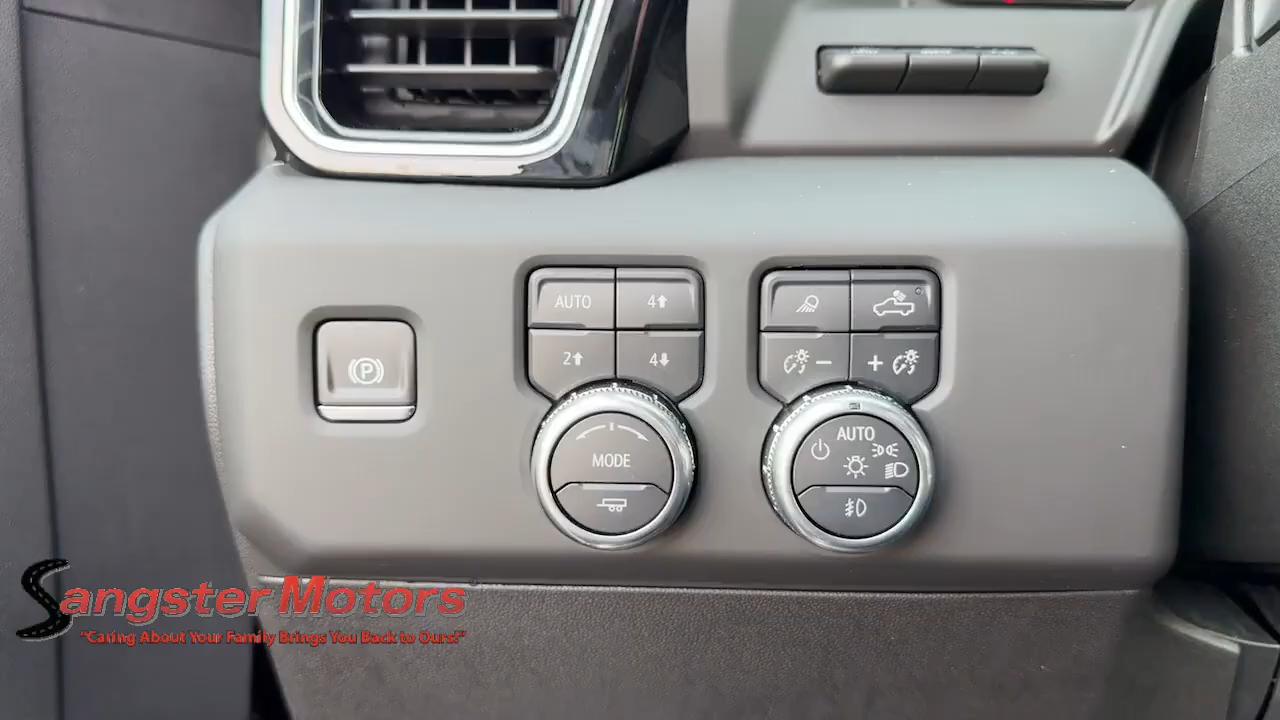 AUTO
4
2
4
P
MODE
AUTO
Sangster Motors
"Caring About Your Family Brings You Back to Ours!"